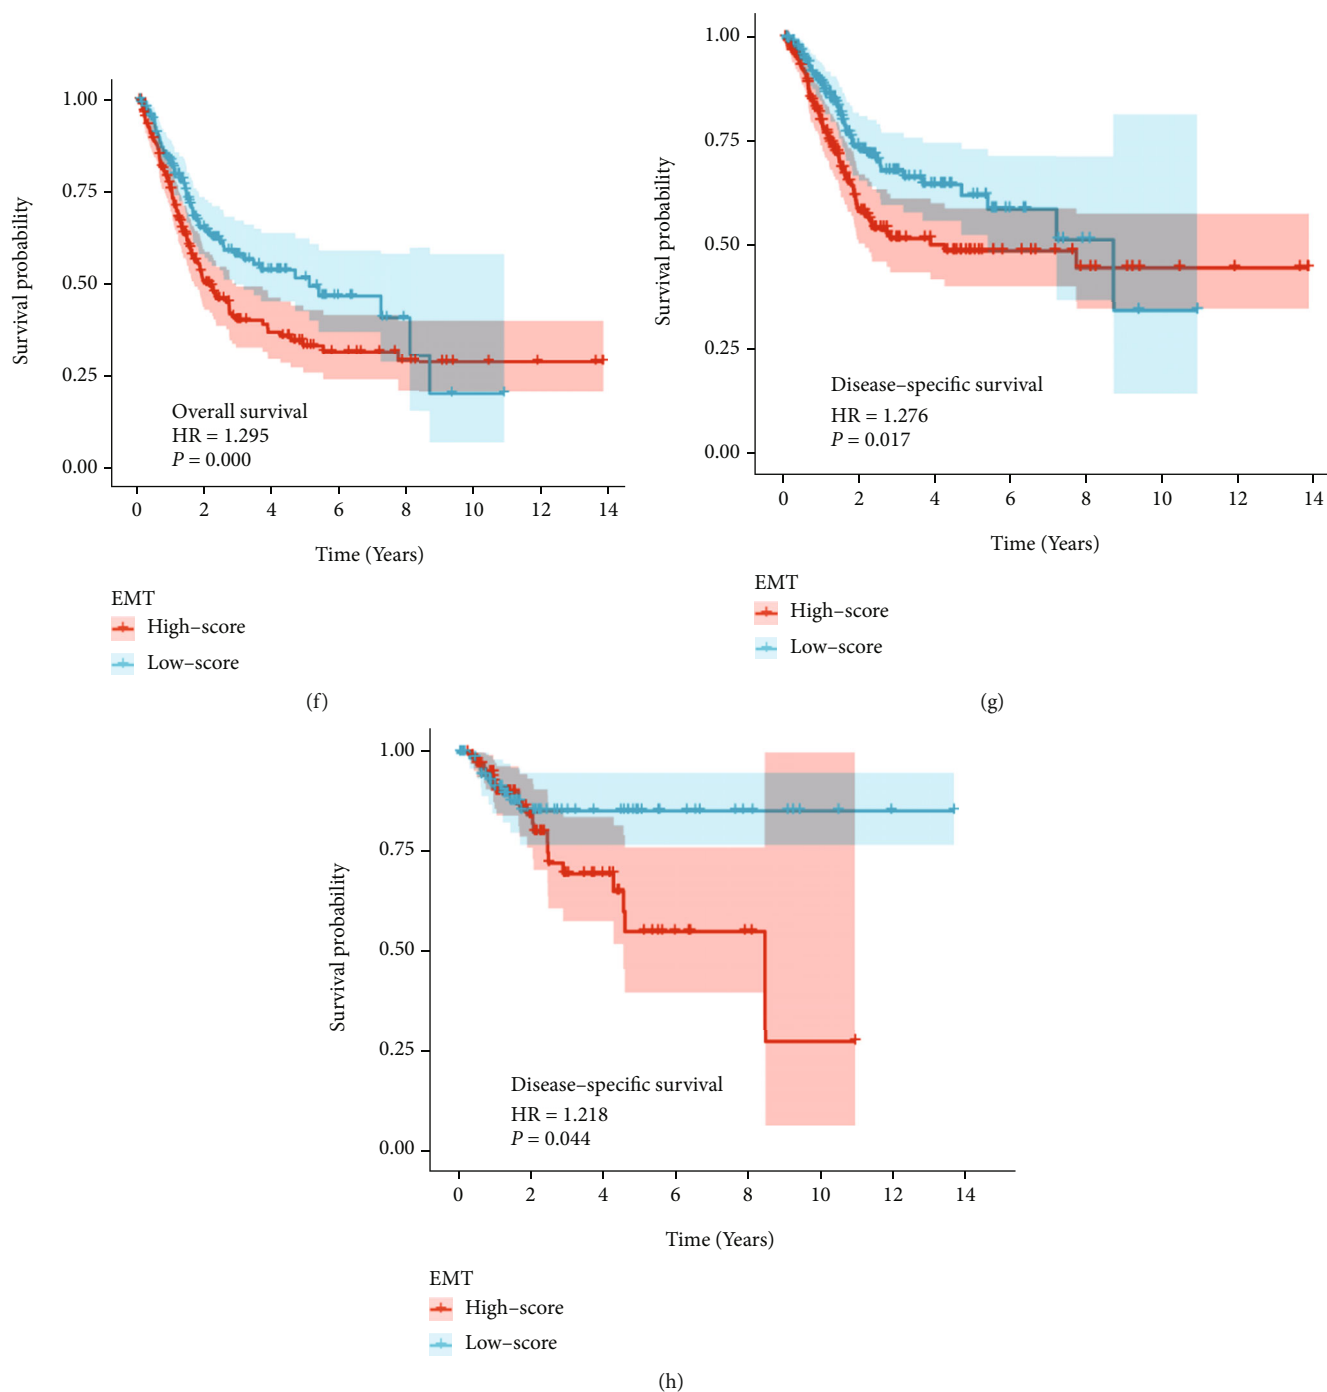 1.00
0.75
0.50
0.25
0.00
Survival probability
Overall survival
HR = 1.295
P = 0.000
0 2 4 6 8 10 12 14
Time (Years)
EMT
High–score
Low–score
(f)
1.00
0.75
0.50
0.25
0.00
Survival probability
Disease–specific survival
HR = 1.276
P = 0.017
0 2 4 6 8 10 12 14
Time (Years)
EMT
High–score
Low–score
(g)
1.00
0.75
0.50
0.25
0.00
Survival probability
Disease–specific survival
HR = 1.218
P = 0.044
0 2 4 6 8 10 12 14
Time (Years)
EMT
High–score
Low–score
(h)